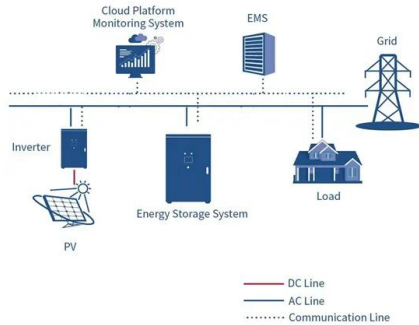 Cloud Platform
Monitoring System
EMS
Grid
Inverter
Energy Storage System
Load
PV
DC Line
AC Line
Communication Line